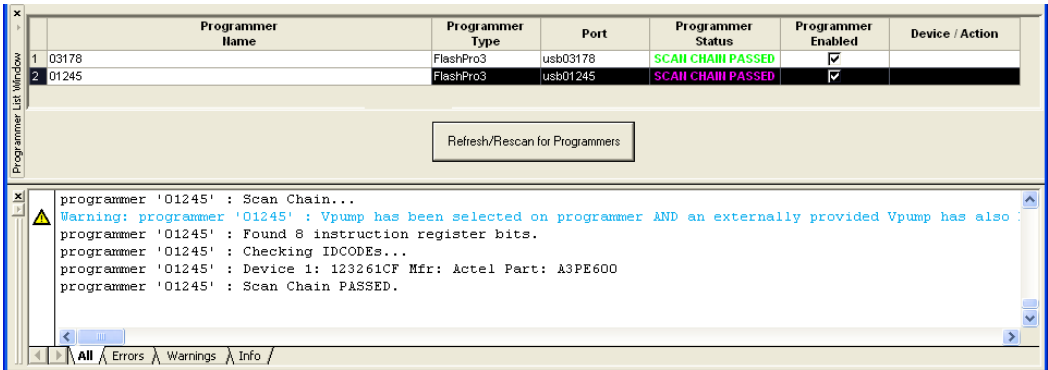 Programmer Name Programmer Type Port Programmer Status Programmer Enabled Device / Action
1 03178 FlashPro3 usb03178 SCAN CHAIN PASSED
2 01245 FlashPro3 usb01245 SCAN CHAIN PASSED
Programmer List Window
Refresh/Rescan for Programmers
programmer '01245' : Scan Chain...
Warning: programmer '01245' : Vpump has been selected on programmer AND an externally provided Vpump has also
programmer '01245' : Found 8 instruction register bits.
programmer '01245' : Checking IDCODEs...
programmer '01245' : Device 1: 123261CF Mfr: Actel Part: A3PE600
programmer '01245' : Scan Chain PASSED.
All Errors Warnings Info